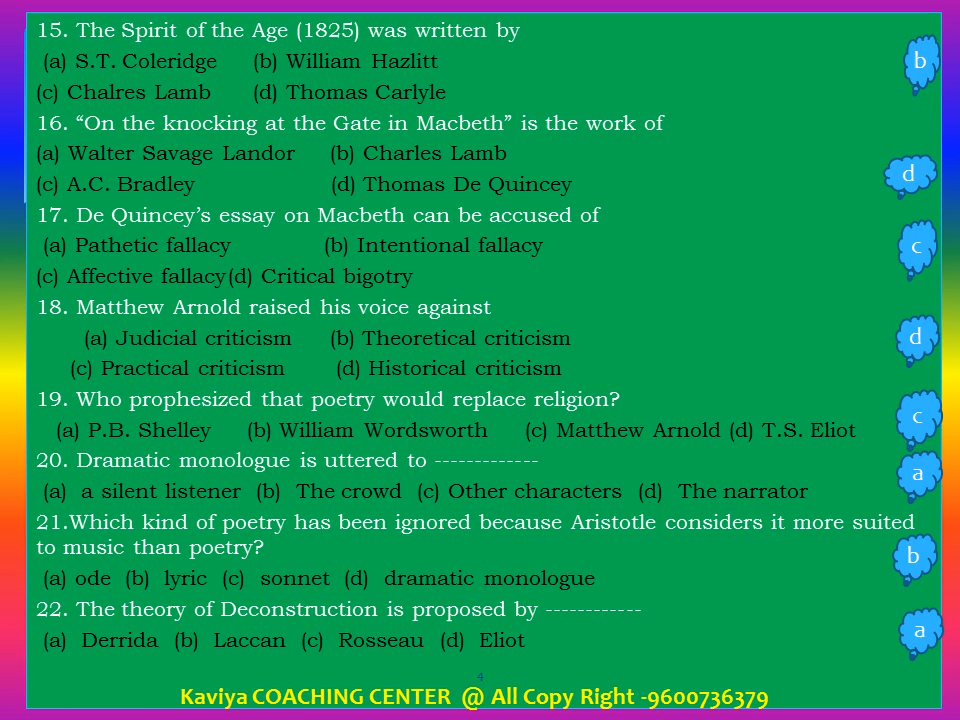 15. The Spirit of the Age (1825) was written by
(a) S.T. Coleridge (b) William Hazlitt
b
(c) Chalres Lamb (d) Thomas Carlyle
16. “On the knocking at the Gate in Macbeth” is the work of
(a) Walter Savage Landor (b) Charles Lamb
(c) A.C. Bradley (d) Thomas De Quincey
d
17. De Quincey’s essay on Macbeth can be accused of
(a) Pathetic fallacy (b) Intentional fallacy
c
(c) Affective fallacy (d) Critical bigotry
18. Matthew Arnold raised his voice against
(a) Judicial criticism (b) Theoretical criticism
d
(c) Practical criticism (d) Historical criticism
19. Who prophesized that poetry would replace religion?
(a) P.B. Shelley (b) William Wordsworth (c) Matthew Arnold (d) T.S. Eliot
c
20. Dramatic monologue is uttered to -------------
(a) a silent listener (b) The crowd (c) Other characters (d) The narrator
a
21.Which kind of poetry has been ignored because Aristotle considers it more suited
to music than poetry?
b
(a) ode (b) lyric (c) sonnet (d) dramatic monologue
22. The theory of Deconstruction is proposed by ------------
(a) Derrida (b) Laccan (c) Rosseau (d) Eliot
a
4
Kaviya COACHING CENTER @ All Copy Right -9600736379